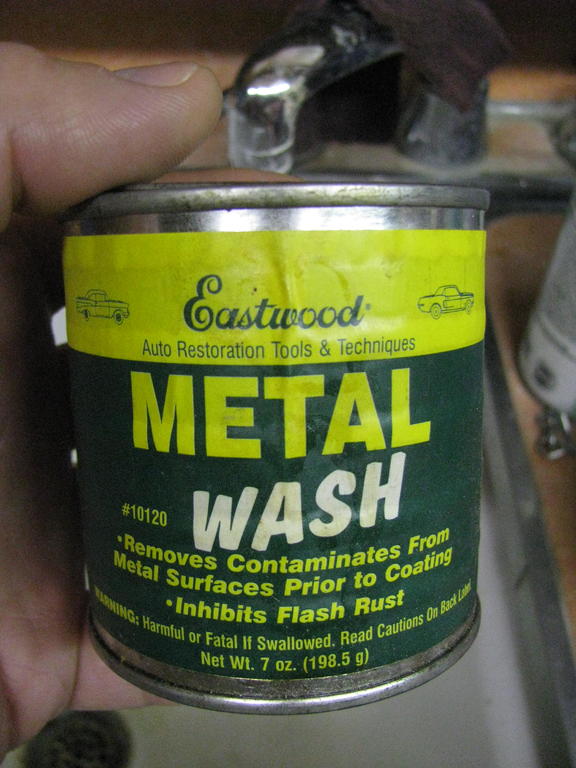 Eastwood
Auto Restoration Tools & Techniques
METAL
WASH
#10120
•Removes Contaminates From
Metal Surfaces Prior to Coating
•Inhibits Flash Rust
WARNING: Harmful or Fatal If Swallowed. Read Cautions On Back Label.
Net Wt. 7 oz. (198.5 g)